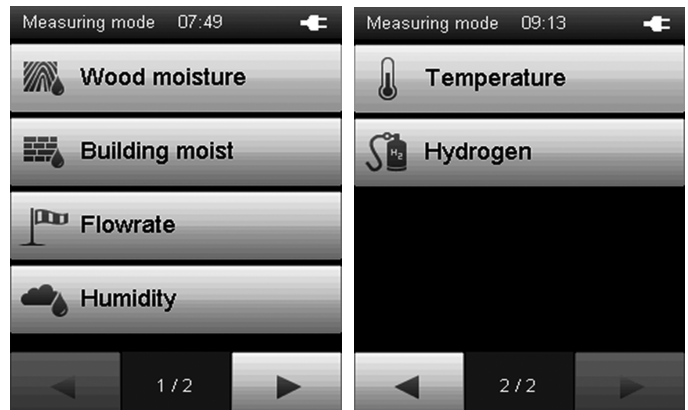 Measuring mode 07:49
Wood moisture
Building moist
Flowrate
Humidity
1 / 2
Measuring mode 09:13
Temperature
H2
Hydrogen
2 / 2